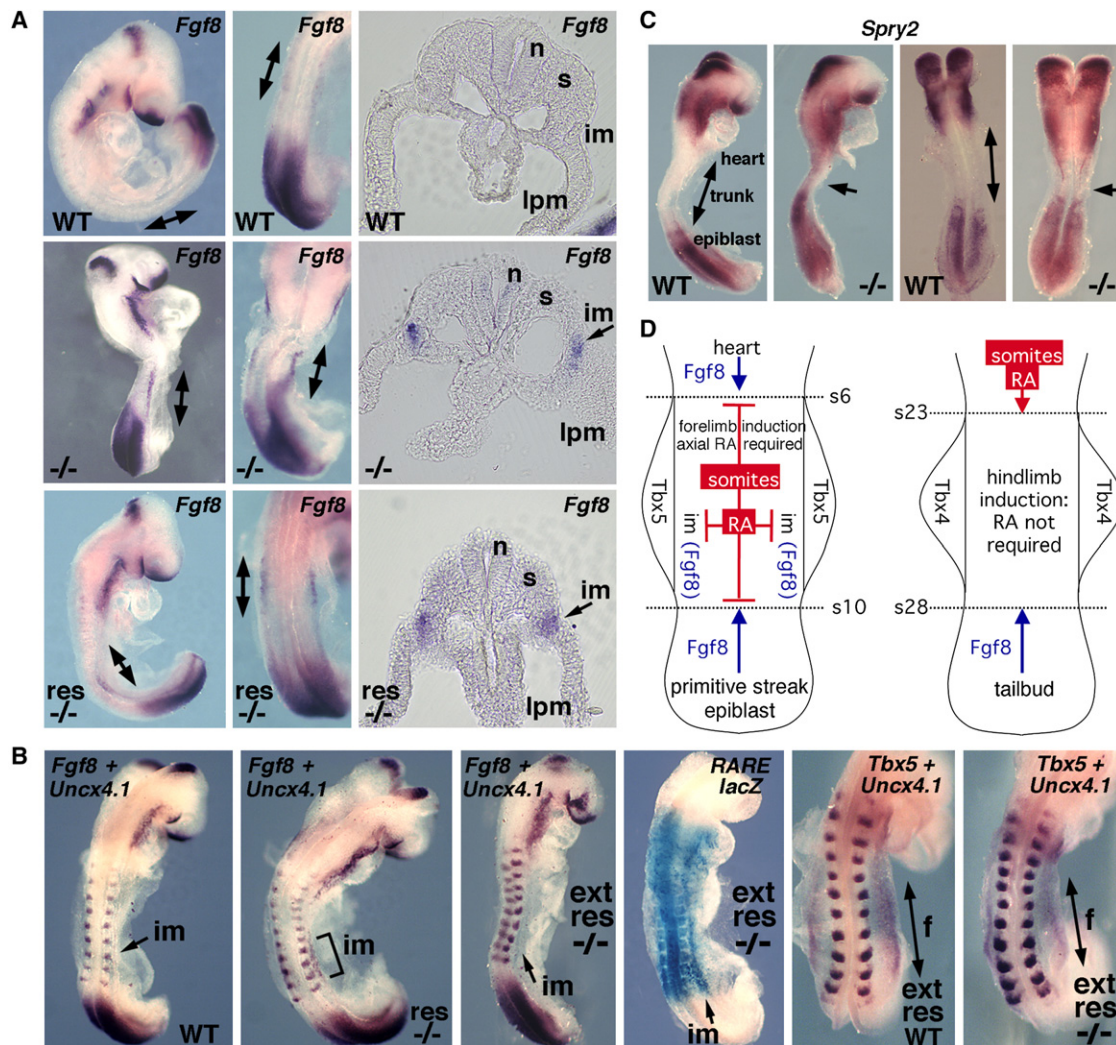 A
Fgf8
WT
Fgf8
Fgf8
n
s
im
lpm
WT
Fgf8
-/-
Fgf8
-/-
Fgf8
n
s
im
lpm
-/-
Fgf8
res
-/-
Fgf8
res
-/-
Fgf8
n
s
im
lpm
res
-/-
C
Spry2
heart
trunk
epiblast
WT
-/-
WT
-/-
D
heart
Fgf8
s6
forelimb induction
axial RA required
somites
RA
Tbx5
Tbx5
im (Fgf8)
im (Fgf8)
s10
Fgf8
primitive streak
epiblast
somites
RA
s23
Tbx4
Tbx4
hindlimb
induction:
RA not
required
s28
Fgf8
tailbud
B
Fgf8 +
Uncx4.1
im
WT
Fgf8 +
Uncx4.1
im
res
-/-
Fgf8 +
Uncx4.1
ext
res
-/-
im
RARE
lacZ
ext
res
-/-
im
Tbx5 +
Uncx4.1
f
ext
res
WT
Tbx5 +
Uncx4.1
f
ext
res
-/-